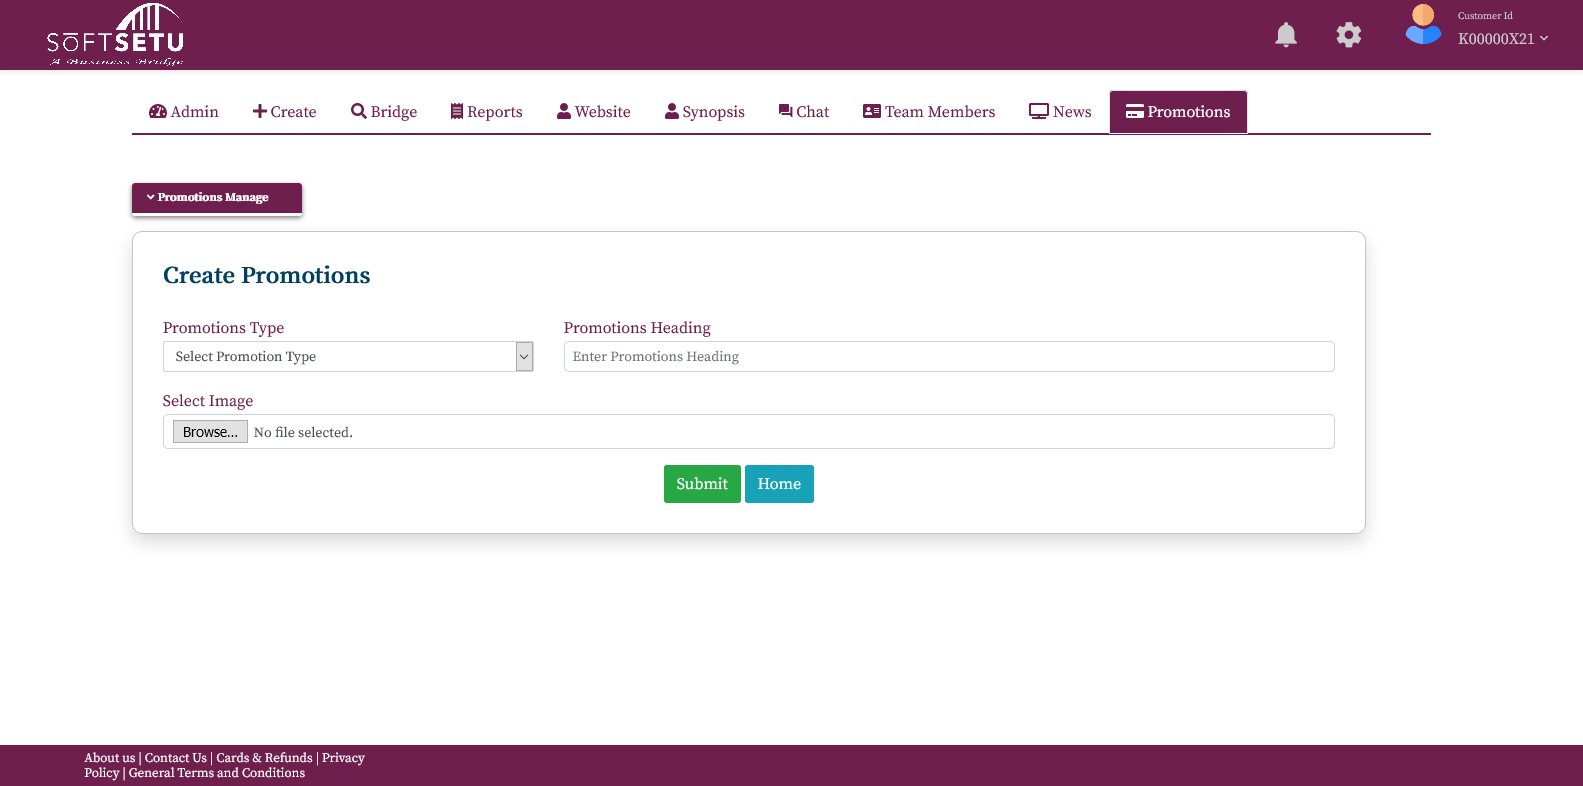 SOFTSETU
A Business Bridge
Customer Id
K00000X21
Admin Create Bridge Reports Website Synopsis Chat Team Members News Promotions
Promotions Manage
Create Promotions
Promotions Type Promotions Heading
Select Promotion Type Enter Promotions Heading
Select Image
Browse... No file selected.
Submit Home
About us | Contact Us | Cards & Refunds | Privacy
Policy | General Terms and Conditions